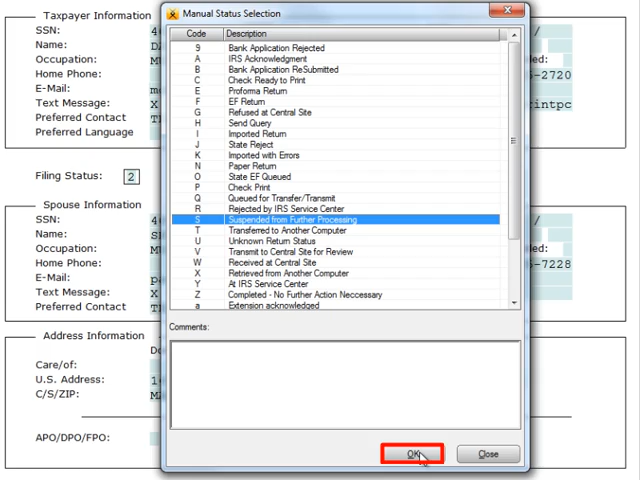 Taxpayer Information
SSN:
Name:
Occupation:
Home Phone:
E-Mail:
Text Message: X
Preferred Contact
Preferred Language
-2720
Filing Status: 2
Spouse Information
SSN:
Name:
Occupation:
Home Phone:
E-Mail:
Text Message: X
Preferred Contact
-7228
Address Information
Care/of:
U.S. Address:
C/S/ZIP:
APO/DPO/FPO:
Manual Status Selection
Code Description
9 Bank Application Rejected
A IRS Acknowledgment
B Bank Application ReSubmitted
C Check Ready to Print
E Proforma Return
F EF Return
G Refused at Central Site
H Send Query
I Imported Return
J State Reject
K Imported with Errors
N Paper Return
O State EF Queued
P Check Print
Q Queued for Transfer/Transmit
R Rejected by IRS Service Center
S Suspended from Further Processing
T Transferred to Another Computer
U Unknown Return Status
V Transmit to Central Site for Review
W Received at Central Site
X Retrieved from Another Computer
Y At IRS Service Center
Z Completed - No Further Action Neccessary
a Extension acknowledged
Comments:
OK Close